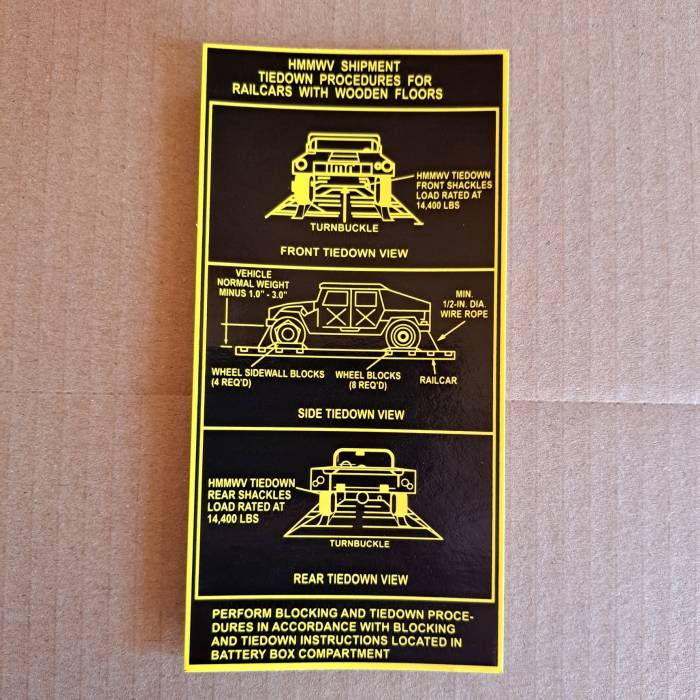 HMMWV SHIPMENT
TIEDOWN PROCEDURES FOR
RAILCARS WITH WOODEN FLOORS
HMMWV TIEDOWN
FRONT SHACKLES
LOAD RATED AT
14,400 LBS
TURNBUCKLE
FRONT TIEDOWN VIEW
VEHICLE
NORMAL WEIGHT
MINUS 1.0" - 3.0"
MIN.
1/2-IN. DIA.
WIRE ROPE
WHEEL SIDEWALL BLOCKS
(4 REQ'D)
WHEEL BLOCKS
(8 REQ'D)
RAILCAR
SIDE TIEDOWN VIEW
HMMWV TIEDOWN
REAR SHACKLES
LOAD RATED AT
14,400 LBS
TURNBUCKLE
REAR TIEDOWN VIEW
PERFORM BLOCKING AND TIEDOWN PROCE-
DURES IN ACCORDANCE WITH BLOCKING
AND TIEDOWN INSTRUCTIONS LOCATED IN
BATTERY BOX COMPARTMENT